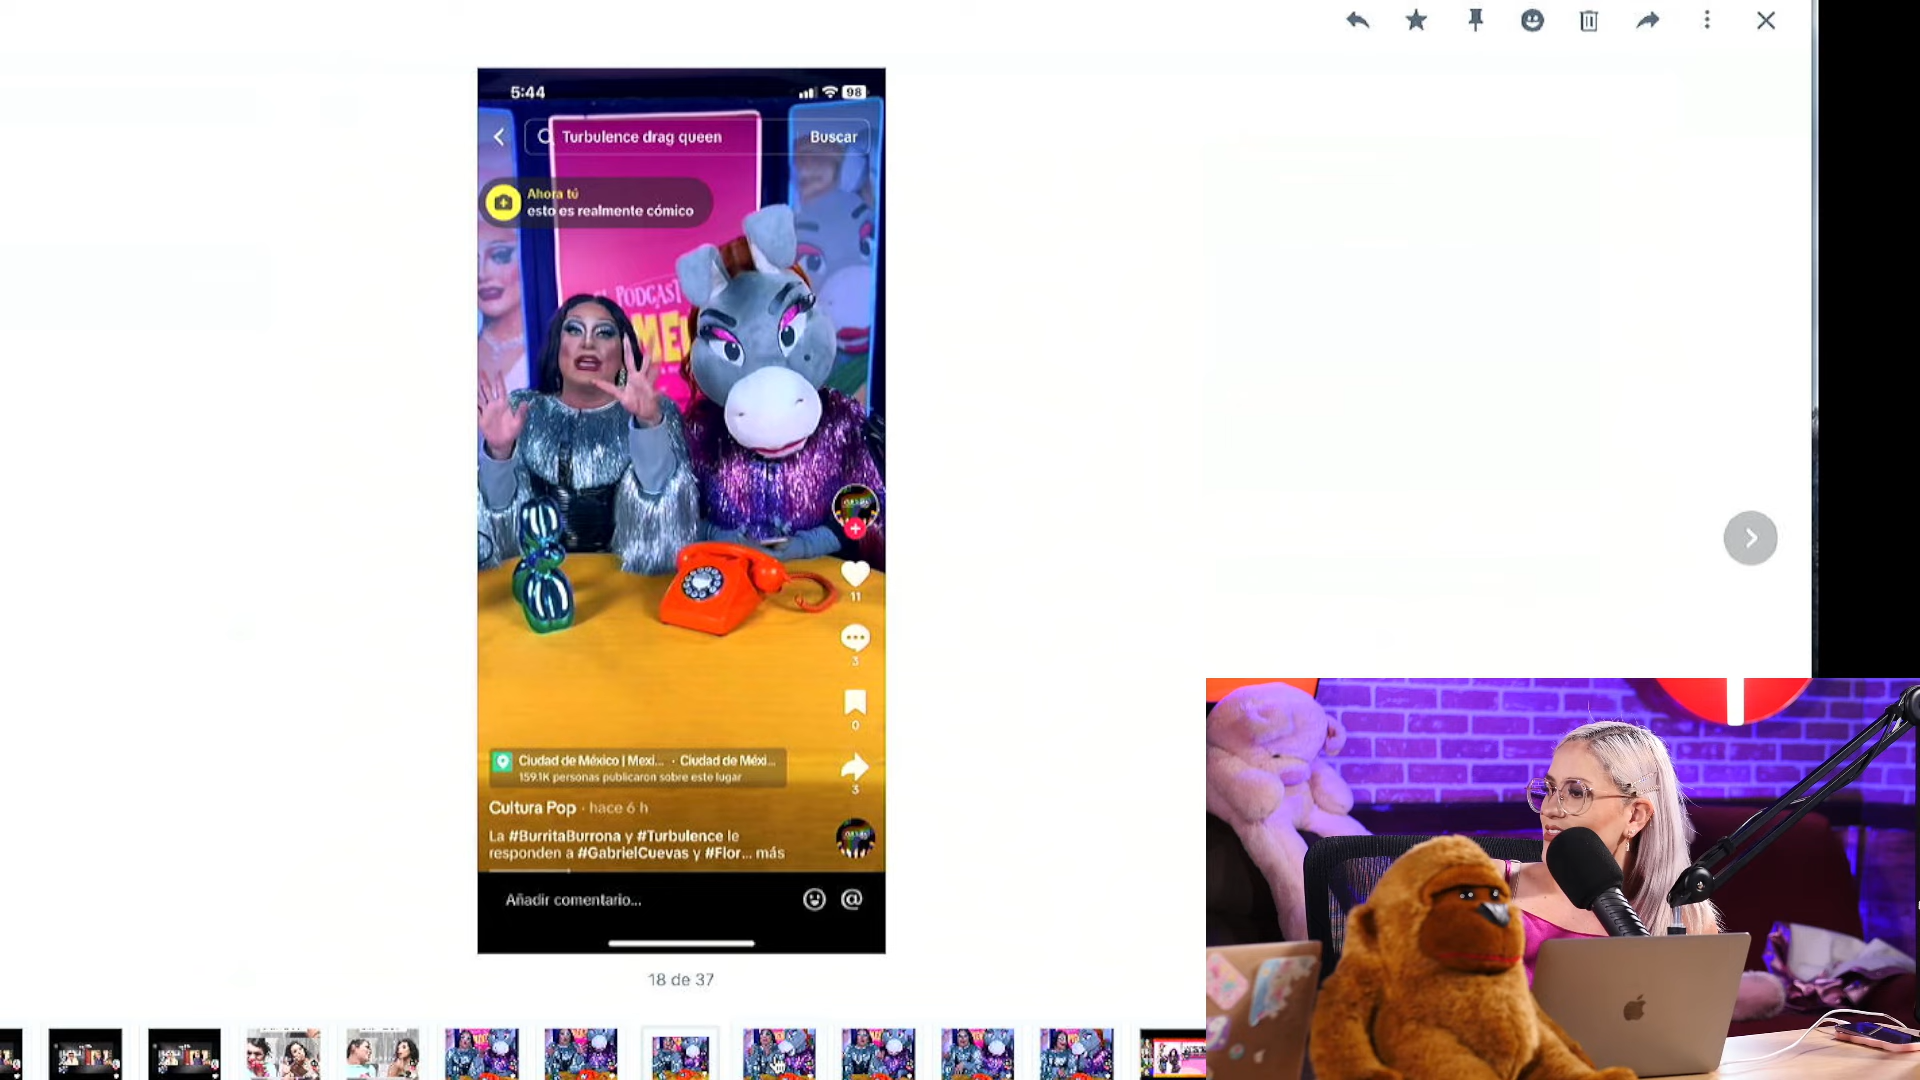 5:44
98
Turbulence drag queen
Buscar
Ahora tú
esto es realmente cómico
EL PODCAST
11
3
0
3
Ciudad de México | Mexi... · Ciudad de Méxi...
159.1K personas publicaron sobre este lugar
Cultura Pop · hace 6 h
La #BurritaBurrona y #Turbulence le
responden a #GabrielCuevas y #Flor... más
Añadir comentario...
18 de 37